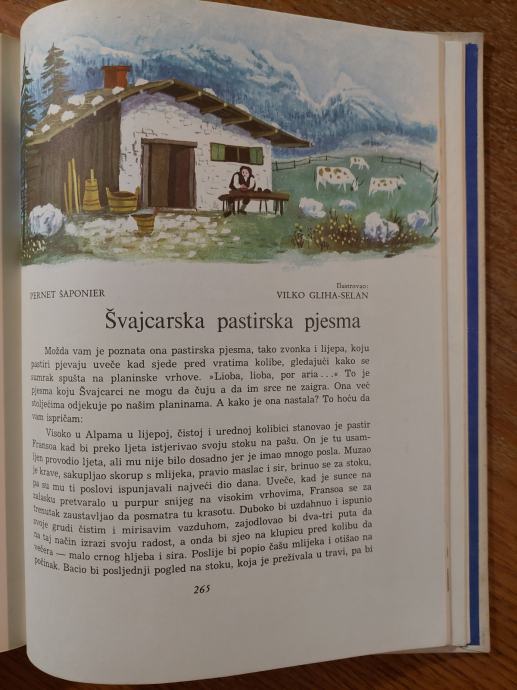 Ilustrovao:
PERNET ŠAPONIER
VILKO GLIHA-SELAN
Švajcarska pastirska pjesma
Možda vam je poznata ona pastirska pjesma, tako zvonka i lijepa, koju
pastiri pjevaju uveče kad sjede pred vratima kolibe, gledajući kako se
sumrak spušta na planinske vrhove. »Lioba, lioba, por aria...« To je
pjesma koju Švajcarci ne mogu da čuju a da im srce ne zaigra. Ona već
stoljećima odjekuje po našim planinama. A kako je ona nastala? To hoću da
vam ispričam:
Visoko u Alpama u lijepoj, čistoj i urednoj kolibici stanovao je pastir
Fransoa kad bi preko ljeta istjerivao svoju stoku na pašu. On je tu usam-
ljen provodio ljeta, ali mu nije bilo dosadno jer je imao mnogo posla. Muzao
je krave, sakupljao skorup s mlijeka, pravio maslac i sir, brinuo se za stoku,
pa su mu ti poslovi ispunjavali najveći dio dana. Uveče, kad je sunce na
zalasku pretvaralo u purpur snijeg na visokim vrhovima, Fransoa se za
trenutak zaustavljao da posmatra tu krasotu. Duboko bi uzdahnuo i ispunio
svoje grudi čistim i mirisavim vazduhom, zajodlovao bi dva-tri puta da
na taj način izrazi svoju radost, a onda bi sjeo na klupicu pred kolibu da
večera — malo crnog hljeba i sira. Poslije bi popio čašu mlijeka i otišao na
počinak. Bacio bi posljednji pogled na stoku, koja je preživala u travi, pa bi
265